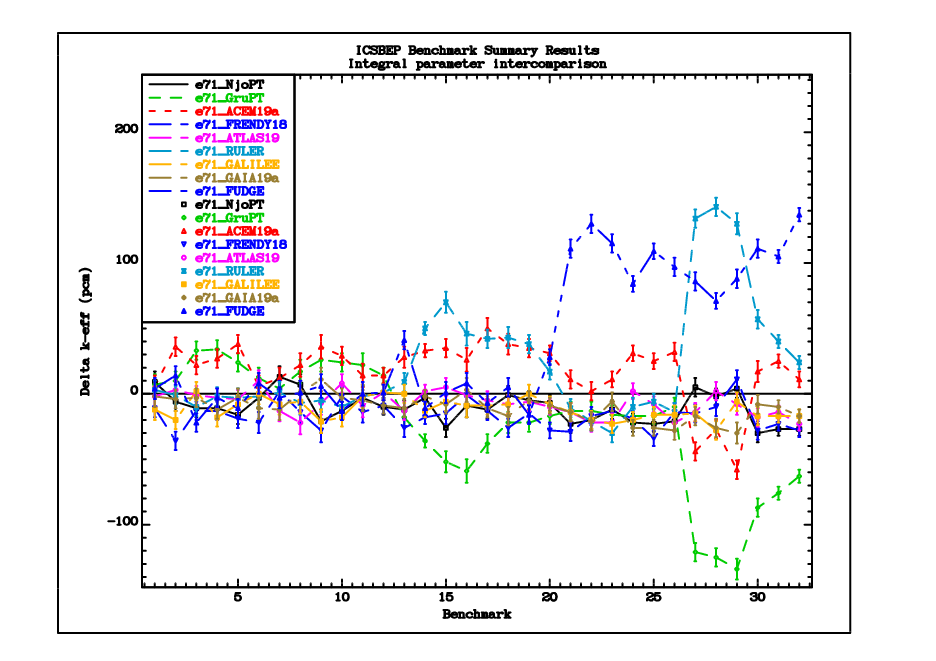 ICSBEP Benchmark Summary Results
Integral parameter intercomparison
e71_NjoPT
e71_GruPT
e71_ACEM19a
e71_FRENDY18
e71_ATLAS19
e71_RULER
e71_GALILEE
e71_GAIA19a
e71_FUDGE
e71_NjoPT
e71_GruPT
e71_ACEM19a
e71_FRENDY18
e71_ATLAS19
e71_RULER
e71_GALILEE
e71_GAIA19a
e71_FUDGE
200
100
0
-100
Delta k-eff (pcm)
5 10 15 20 25 30
Benchmark